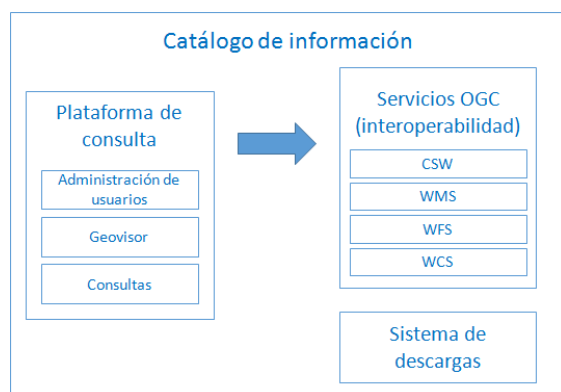 Catálogo de información
Plataforma de
consulta
Administración de
usuarios
Geovisor
Consultas
Servicios OGC
(interoperabilidad)
CSW
WMS
WFS
WCS
Sistema de
descargas